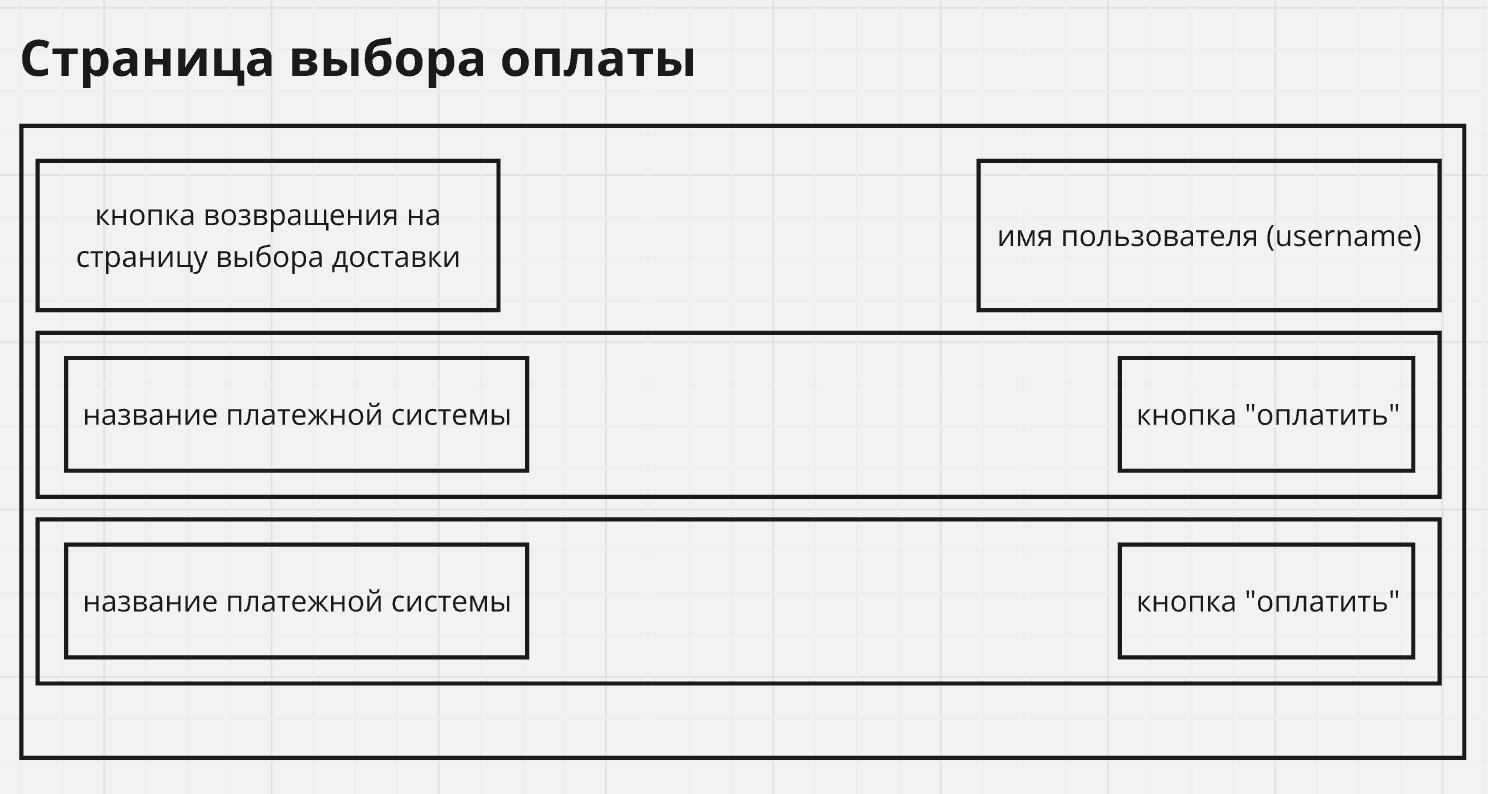 Страница выбора оплаты
кнопка возвращения на
страницу выбора доставки
имя пользователя (username)
название платежной системы
кнопка "оплатить"
название платежной системы
кнопка "оплатить"